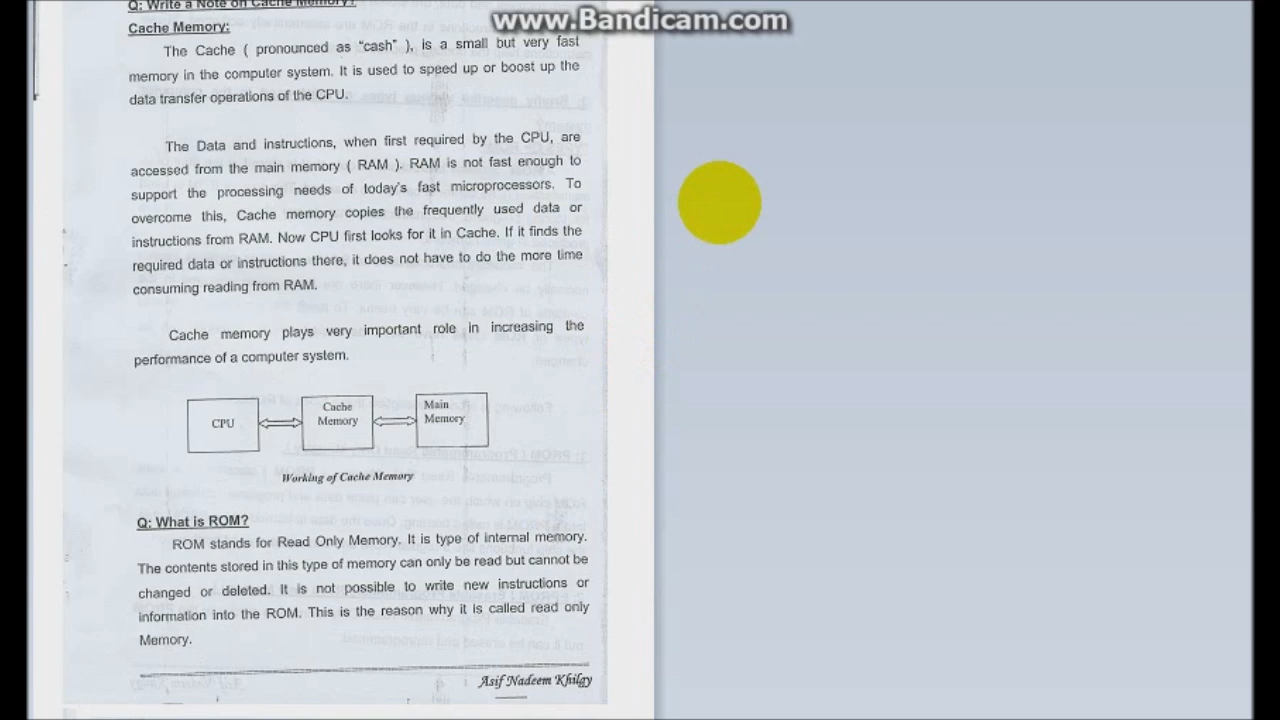 www.Bandicam.com
Q: Write a Note on Cache Memory?
Cache Memory:
The Cache ( pronounced as “cash” ), is a small but very fast
memory in the computer system. It is used to speed up or boost up the
data transfer operations of the CPU.
The Data and instructions, when first required by the CPU, are
accessed from the main memory ( RAM ). RAM is not fast enough to
support the processing needs of today's fast microprocessors. To
overcome this, Cache memory copies the frequently used data or
instructions from RAM. Now CPU first looks for it in Cache. If it finds the
required data or instructions there, it does not have to do the more time
consuming reading from RAM.
Cache memory plays very important role in increasing the
performance of a computer system.
CPU
Cache
Memory
Main
Memory
Working of Cache Memory
Q: What is ROM?
ROM stands for Read Only Memory. It is type of internal memory.
The contents stored in this type of memory can only be read but cannot be
changed or deleted. It is not possible to write new instructions or
information into the ROM. This is the reason why it is called read only
Memory.
Asif Nadeem Khilgy